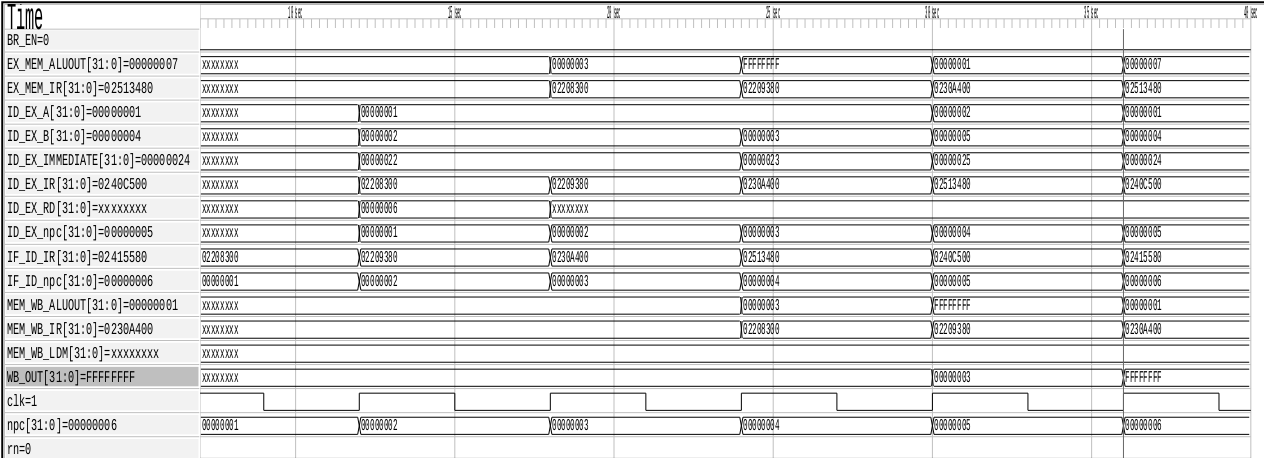 Time
10 sec 15 sec 20 sec 25 sec 30 sec 35 sec 40 sec
BR_EN=0
EX_MEM_ALUOUT[31:0]=00000007 xxxxxxxx 00000003 FFFFFFFF 00000001 00000007
EX_MEM_IR[31:0]=02513480 xxxxxxxx 02208300 02209380 0230A400 02513480
ID_EX_A[31:0]=00000001 xxxxxxxx 00000001 00000002 00000001
ID_EX_B[31:0]=00000004 xxxxxxxx 00000002 00000003 00000005 00000004
ID_EX_IMMEDIATE[31:0]=00000024 xxxxxxxx 00000022 00000023 00000025 00000024
ID_EX_IR[31:0]=0240C500 xxxxxxxx 02208300 02209380 0230A400 02513480 0240C500
ID_EX_RD[31:0]=xxxxxxxx xxxxxxxx 00000006 xxxxxxxx
ID_EX_npc[31:0]=00000005 xxxxxxxx 00000001 00000002 00000003 00000004 00000005
IF_ID_IR[31:0]=02415580 02208300 02209380 0230A400 02513480 0240C500 02415580
IF_ID_npc[31:0]=00000006 00000001 00000002 00000003 00000004 00000005 00000006
MEM_WB_ALUOUT[31:0]=00000001 xxxxxxxx 00000003 FFFFFFFF 00000001
MEM_WB_IR[31:0]=0230A400 xxxxxxxx 02208300 02209380 0230A400
MEM_WB_LDM[31:0]=xxxxxxxx xxxxxxxx
WB_OUT[31:0]=FFFFFFFF xxxxxxxx 00000003 FFFFFFFF
clk=1
npc[31:0]=00000006 00000001 00000002 00000003 00000004 00000005 00000006
rn=0